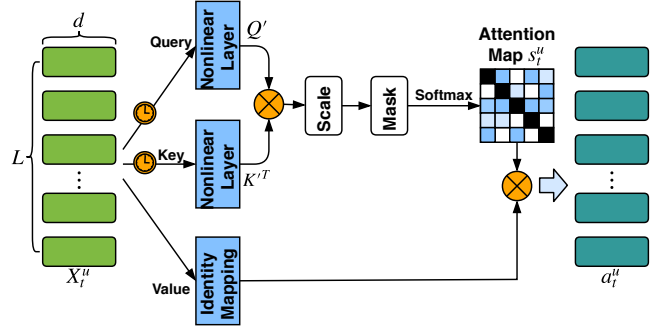 d
L
X_t^u
Query
Key
Value
Nonlinear
Layer
Q′
Nonlinear
Layer
K′^T
Identity
Mapping
Scale
Mask
Softmax
Attention
Map s_t^u
a_t^u